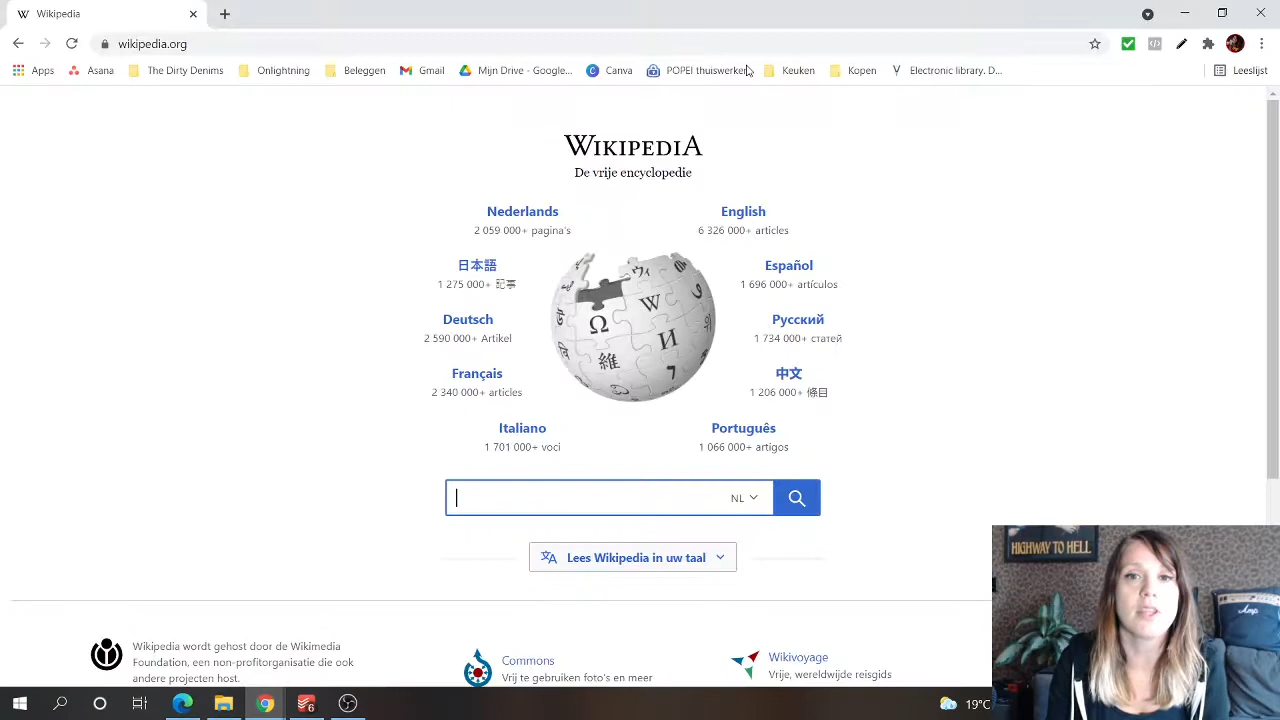 Wikipedia
wikipedia.org
Apps
Asana
The Dirty Denims
Onlightning
Beleggen
Gmail
Mijn Drive - Google...
Canva
POPEI thuiswerken
Keuken
Kopen
Electronic library. D...
Leeslijst
WIKIPEDIA
De vrije encyclopedie
Nederlands
2 059 000+ pagina's
English
6 326 000+ articles
日本語
1 275 000+ 記事
Español
1 696 000+ artículos
Deutsch
2 590 000+ Artikel
Русский
1 734 000+ статей
Français
2 340 000+ articles
中文
1 206 000+ 條目
Italiano
1 701 000+ voci
Português
1 066 000+ artigos
Ω
W
И
維
NL
Lees Wikipedia in uw taal
Wikipedia wordt gehost door de Wikimedia
Foundation, een non-profitorganisatie die ook
andere projecten host.
Commons
Vrij te gebruiken foto's en meer
Wikivoyage
Vrije, wereldwijde reisgids
HIGHWAY TO HELL
Amp
19°C